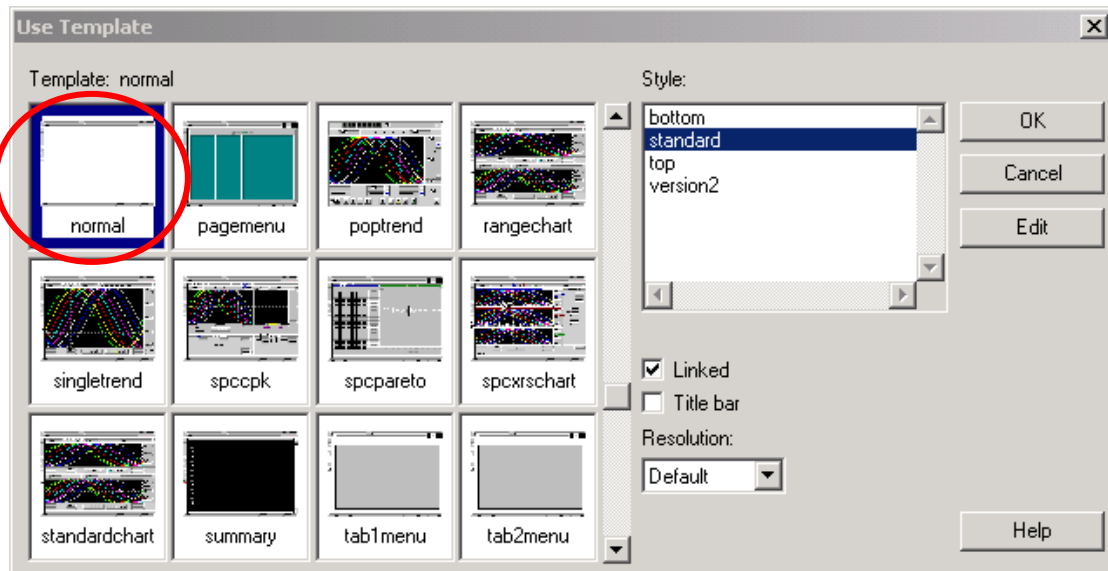 Use Template
Template: normal
normal
pagemenu
poptrend
rangechart
singletrend
spccpk
spcpareto
spcxrschart
standardchart
summary
tab1menu
tab2menu
Style:
bottom
standard
top
version2
Linked
Title bar
Resolution:
Default
OK
Cancel
Edit
Help